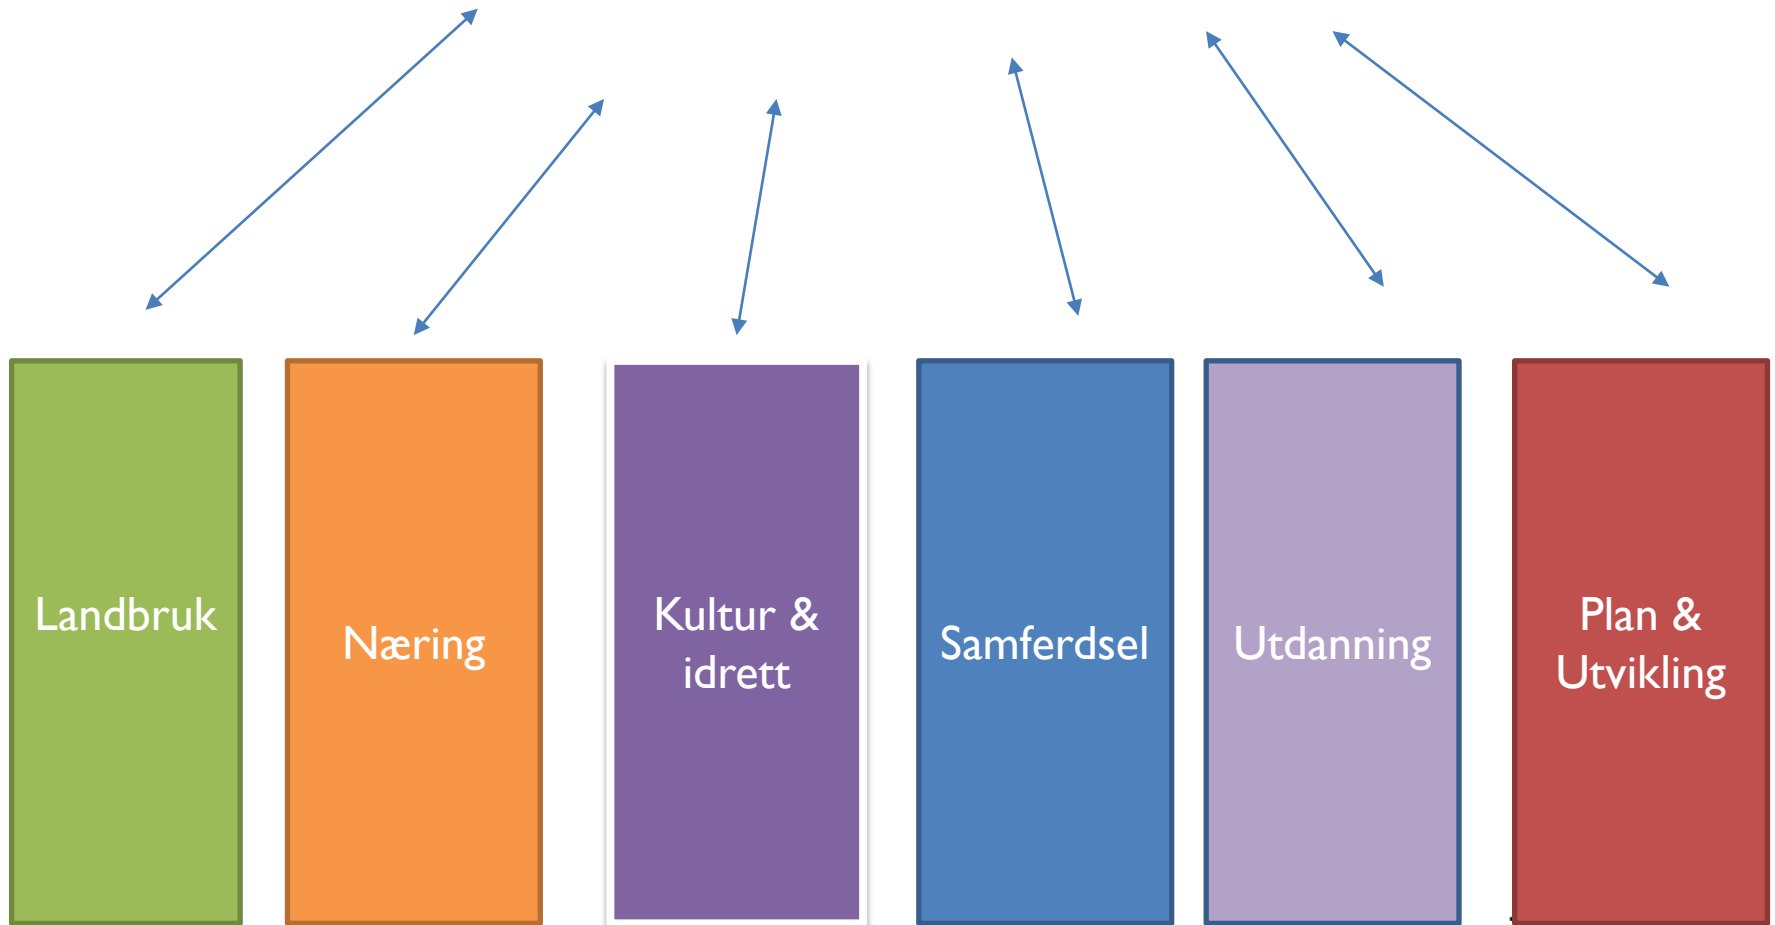 Landbruk
Næring
Kultur &
idrett
Samferdsel
Utdanning
Plan &
Utvikling